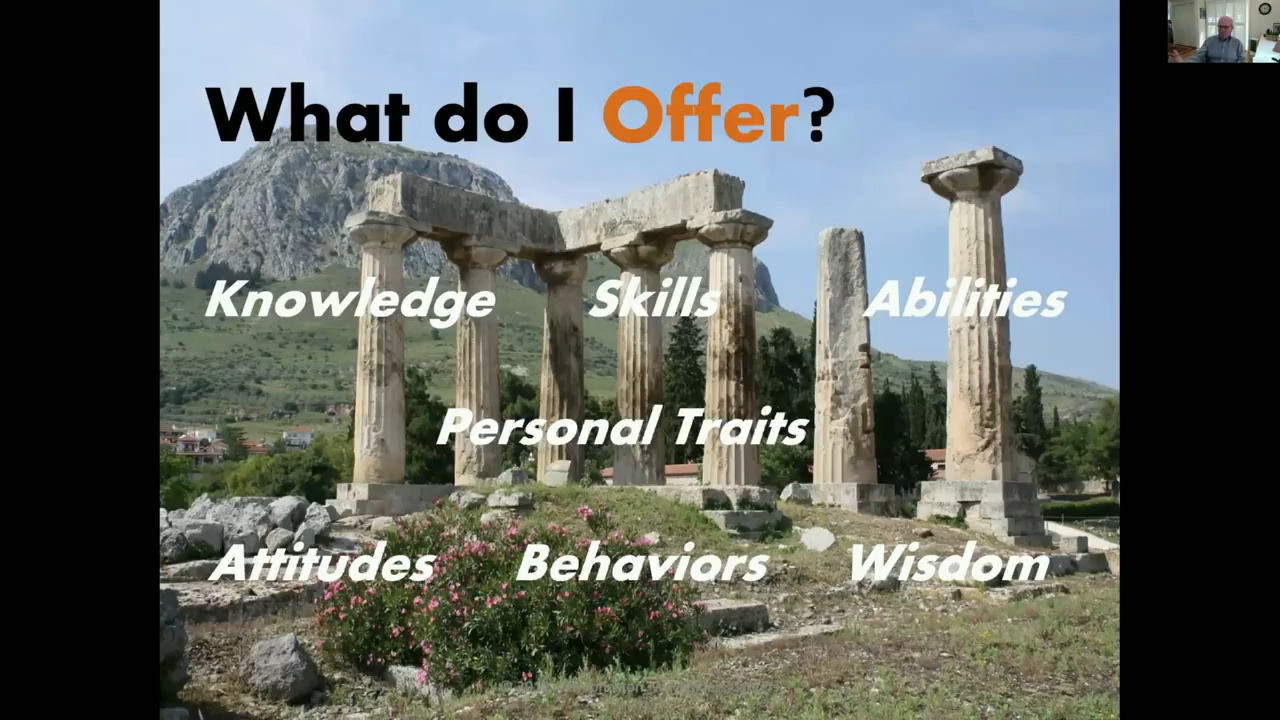 What do I Offer?
Knowledge Skills Abilities
Personal Traits
Attitudes Behaviors Wisdom